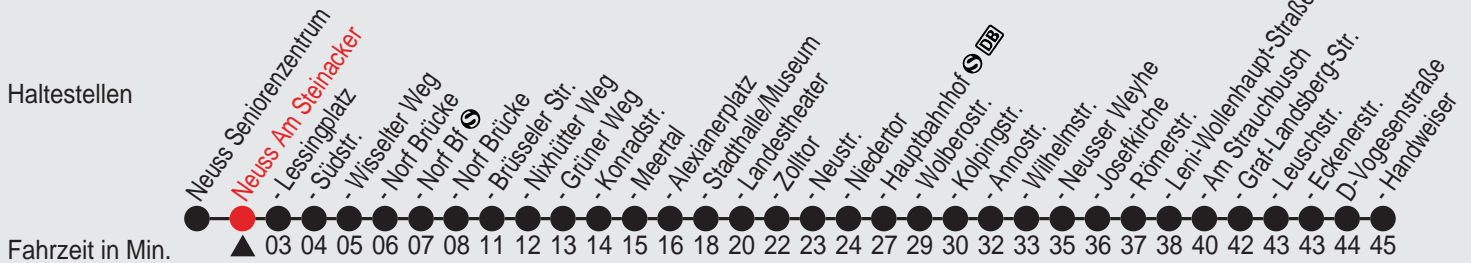 Haltestellen
Neuss Seniorenzentrum
Neuss Am Steinacker
- Lessingplatz
- Südstr.
- Wisselter Weg
- Norf Brücke
- Norf Bf S
- Norf Brücke
Brüsseler Str.
- Nixhütter Weg
- Grüner Weg
- Konradstr.
- Meertal
- Alexianerplatz
- Stadthalle/Museum
- Landestheater
- Zolltor
- Neustr.
- Niedertor
- Hauptbahnhof S DB
- Wolberostr.
- Kolpingstr.
- Annostr.
- Wilhelmstr.
- Neusser Weyhe
- Josefkirche
- Römerstr.
- Leni-Wollenhaupt-Straße
- Am Strauchbusch
- Graf-Landsberg-Str.
- Leuschstr.
- Eckenerstr.
D-Vogesenstraße
- Handweiser
Fahrzeit in Min. 03 04 05 06 07 08 11 12 13 14 15 16 18 20 22 23 24 27 29 30 32 33 35 36 37 38 40 42 43 43 44 45